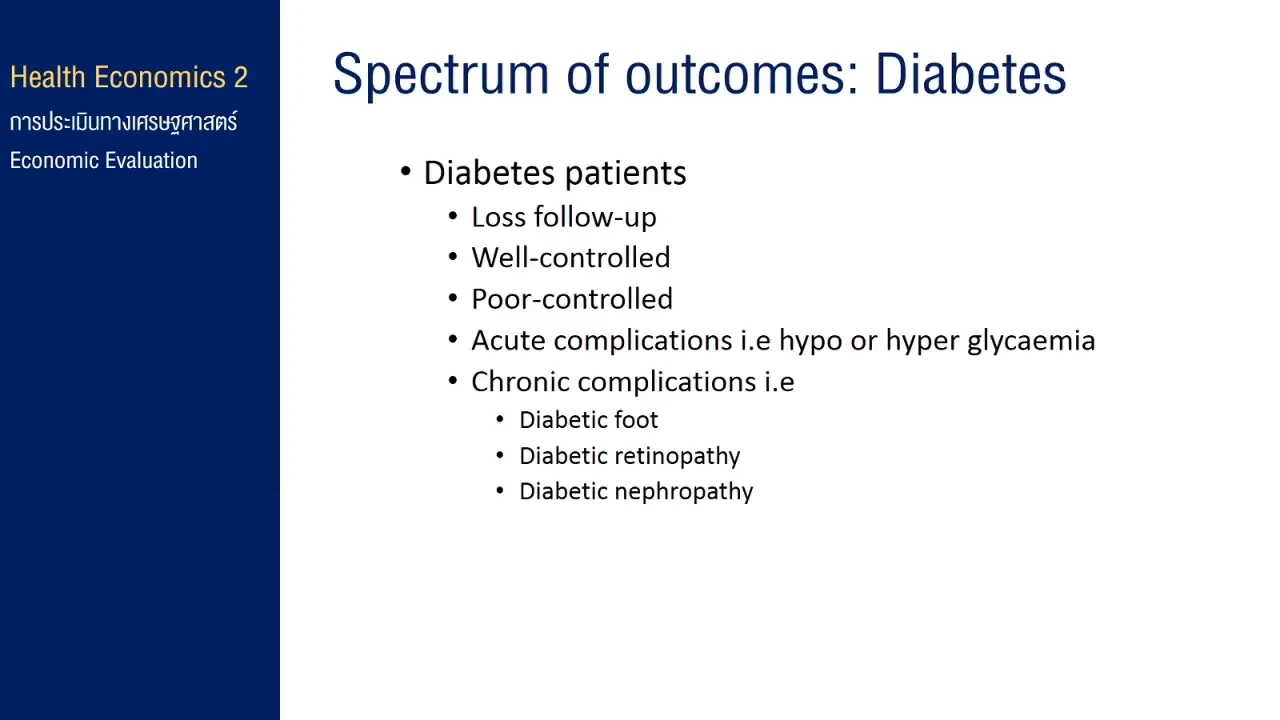 Health Economics 2
การประเมินทางเศรษฐศาสตร์
Economic Evaluation
Spectrum of outcomes: Diabetes
• Diabetes patients
• Loss follow-up
• Well-controlled
• Poor-controlled
• Acute complications i.e hypo or hyper glycaemia
• Chronic complications i.e
• Diabetic foot
• Diabetic retinopathy
• Diabetic nephropathy